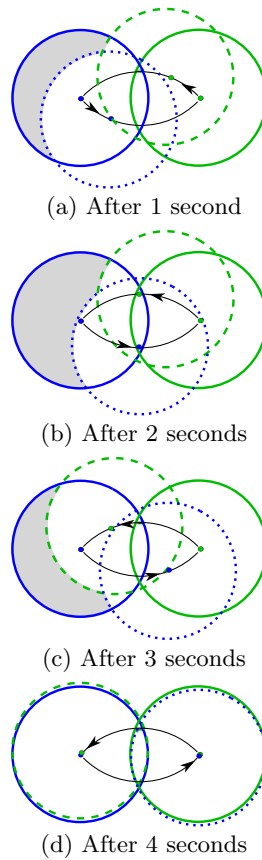 (a) After 1 second
(b) After 2 seconds
(c) After 3 seconds
(d) After 4 seconds